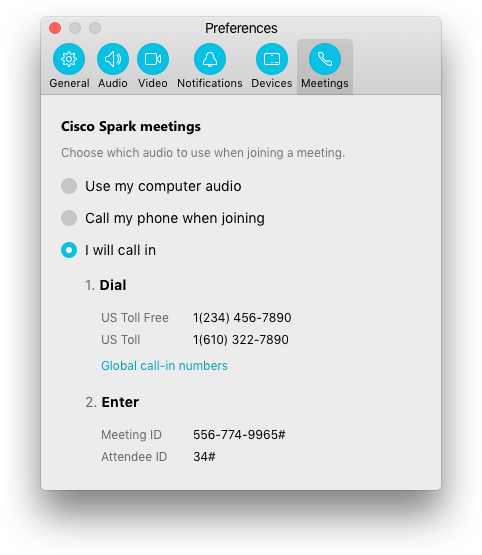 Preferences
General Audio Video Notifications Devices Meetings
Cisco Spark meetings
Choose which audio to use when joining a meeting.
Use my computer audio
Call my phone when joining
I will call in
1. Dial
US Toll Free 1(234) 456-7890
US Toll 1(610) 322-7890
Global call-in numbers
2. Enter
Meeting ID 556-774-9965#
Attendee ID 34#